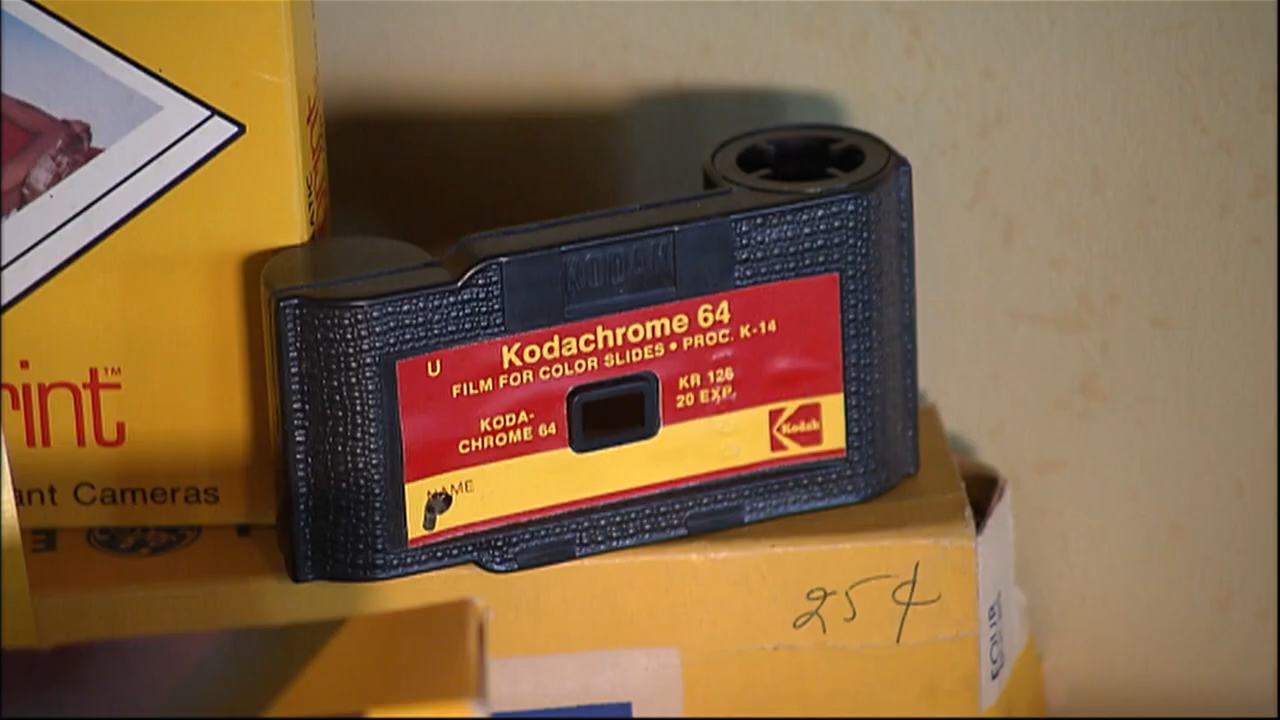 KODAK
U
Kodachrome 64
FILM FOR COLOR SLIDES • PROC. K-14
KODA-
CHROME 64
KR 126
20 EXP.
Kodak
NAME
rint™
ant Cameras
25¢
FOUR